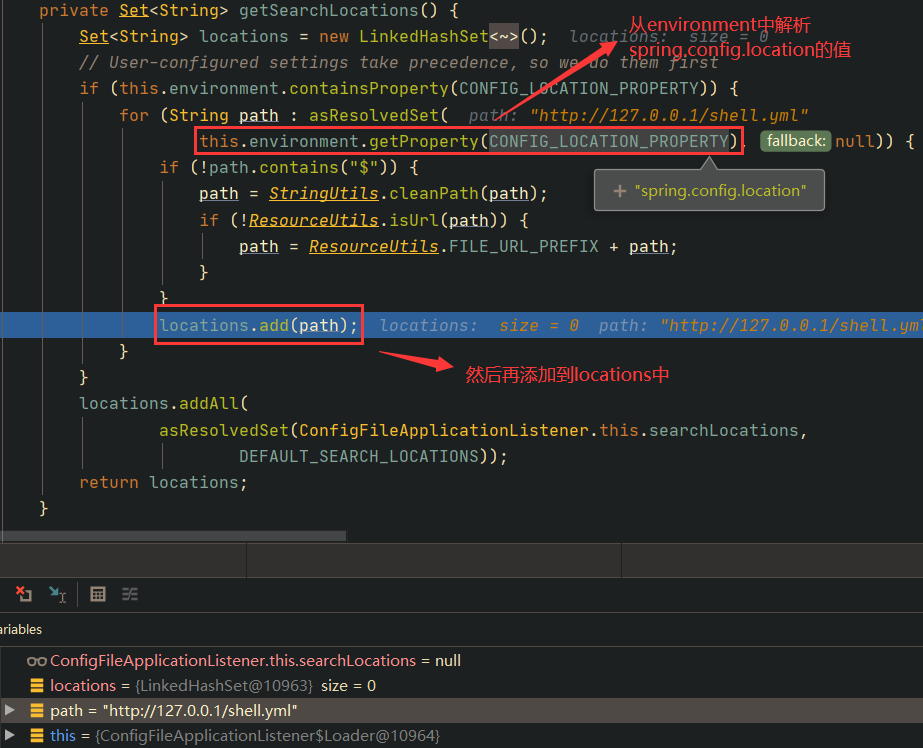 private Set<String> getSearchLocations() {
Set<String> locations = new LinkedHashSet<~>();  locations:  size = 0
从environment中解析
spring.config.location的值
// User-configured settings take precedence, so we do them first
if (this.environment.containsProperty(CONFIG_LOCATION_PROPERTY)) {
for (String path : asResolvedSet(  path: "http://127.0.0.1/shell.yml"
this.environment.getProperty(CONFIG_LOCATION_PROPERTY), fallback: null)) {
if (!path.contains("$")) {
+ "spring.config.location"
path = StringUtils.cleanPath(path);
if (!ResourceUtils.isUrl(path)) {
path = ResourceUtils.FILE_URL_PREFIX + path;
}
}
locations.add(path);  locations:  size = 0  path: "http://127.0.0.1/shell.yml
}
然后再添加到locations中
}
locations.addAll(
asResolvedSet(ConfigFileApplicationListener.this.searchLocations,
DEFAULT_SEARCH_LOCATIONS));
return locations;
}
ariables
ConfigFileApplicationListener.this.searchLocations = null
locations = {LinkedHashSet@10963}  size = 0
path = "http://127.0.0.1/shell.yml"
this = {ConfigFileApplicationListener$Loader@10964}